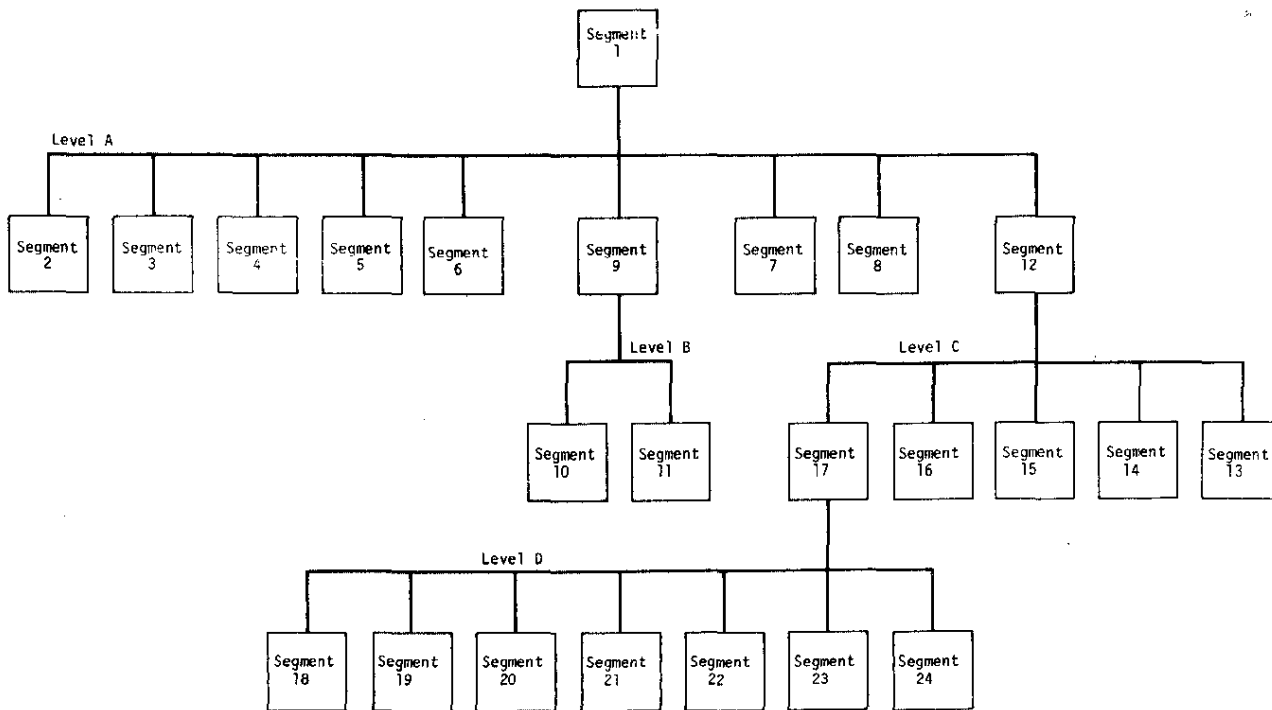 Segment
1
Level A
Segment
2
Segment
3
Segment
4
Segment
5
Segment
6
Segment
9
Segment
7
Segment
8
Segment
12
Level B
Level C
Segment
10
Segment
11
Segment
17
Segment
16
Segment
15
Segment
14
Segment
13
Level D
Segment
18
Segment
19
Segment
20
Segment
21
Segment
22
Segment
23
Segment
24